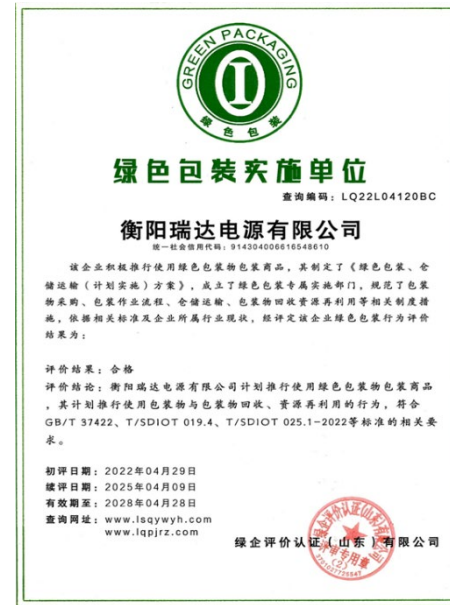 GREEN PACKAGING
绿色包装
绿色包装实施单位
查询编码：LQ22L04120BC
衡阳瑞达电源有限公司
统一社会信用代码：914304006616548610
该企业积极推行使用绿色包装物包装商品，其制定了《绿色包装、仓
储运输（计划实施）方案》，成立了绿色包装专属实施部门，规范了包装
物采购、包装作业流程、仓储运输、包装物回收资源再利用等相关制度措
施，依据相关标准及企业所属行业现状，经评定该企业绿色包装行为评价
结果为：
评价结果：合格
评价结论：衡阳瑞达电源有限公司计划推行使用绿色包装物包装商品
，其计划推行使用包装物与包装物回收、资源再利用的行为，符合
GB/T 37422、T/SDIOT 019.4、T/SDIOT 025.1-2022等标准的相关要
求。
初评日期：2022年04月29日
续评日期：2025年04月09日
有效期至：2028年04月28日
查询网址：www.lsqywyh.com
www.lqpjrz.com
绿企评价认证（山东）有限公司